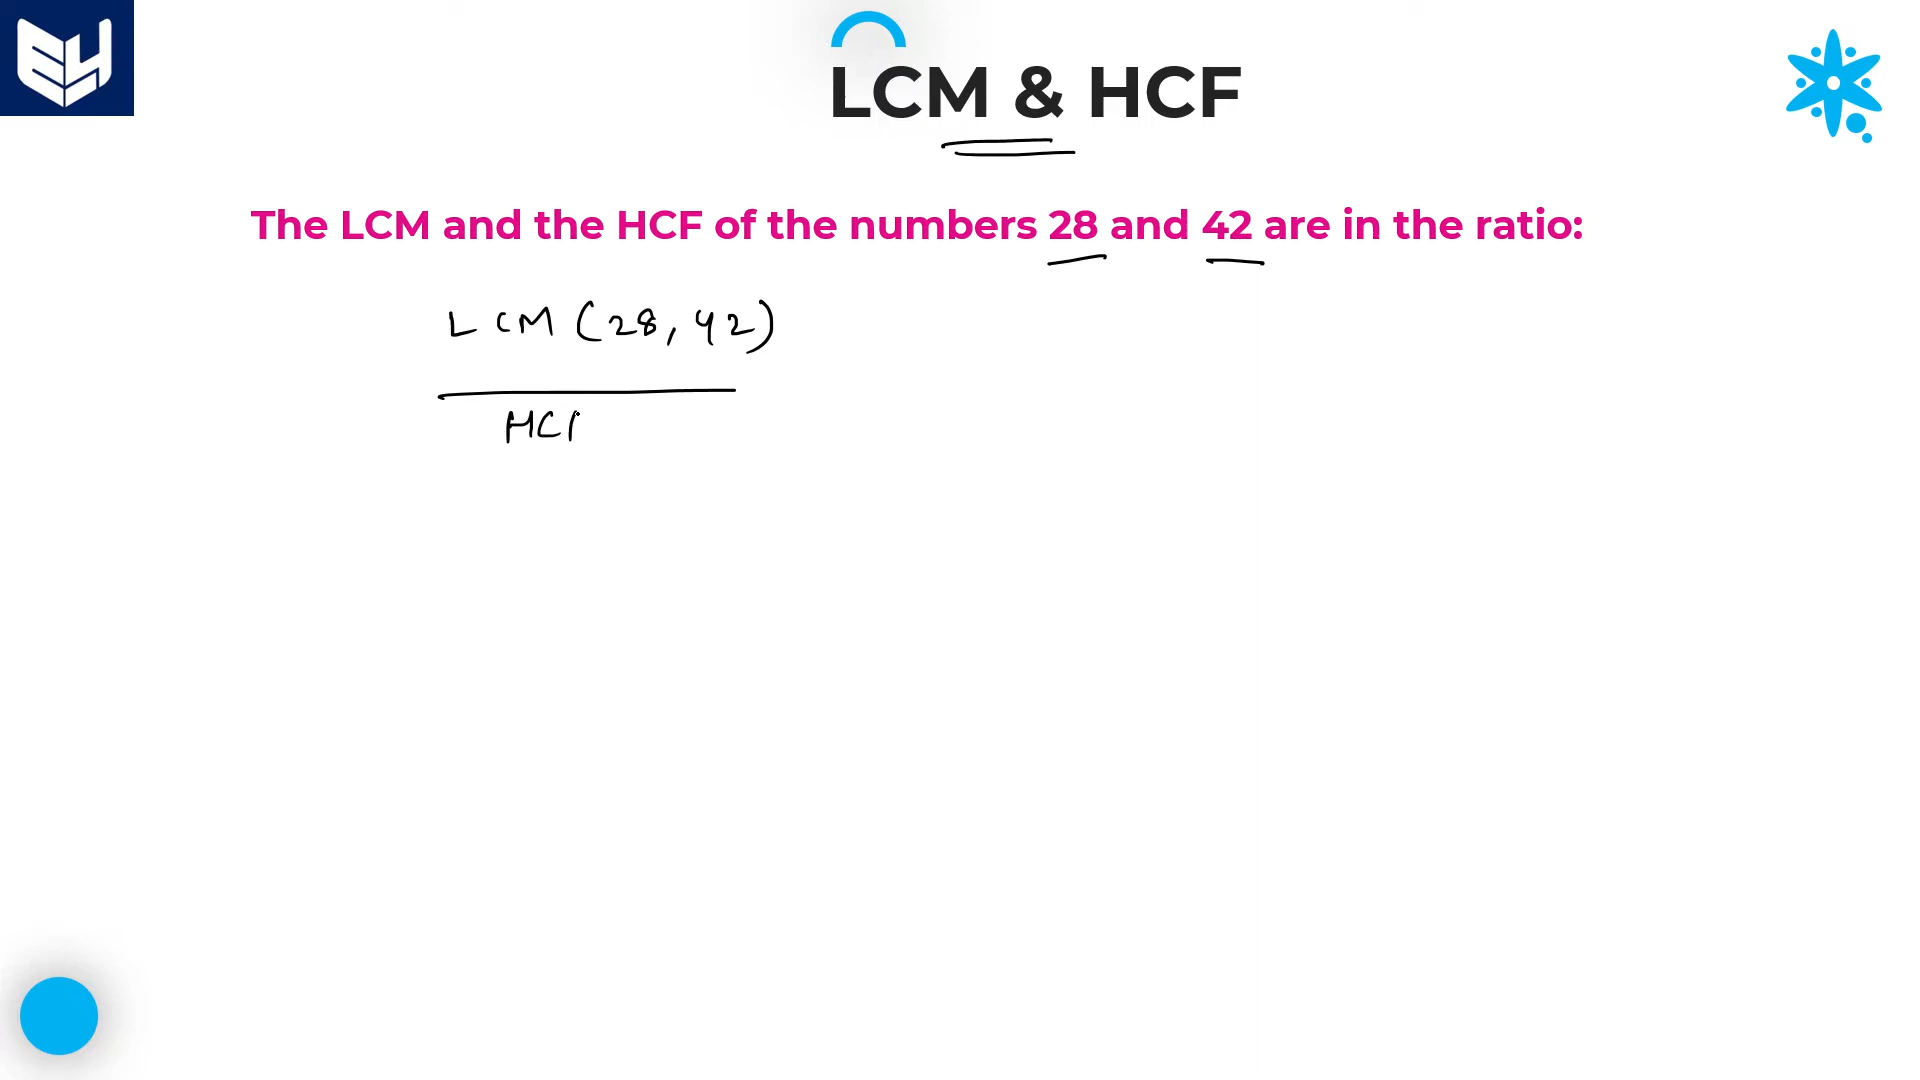 LCM & HCF
The LCM and the HCF of the numbers 28 and 42 are in the ratio:
LCM (28, 42)
HC